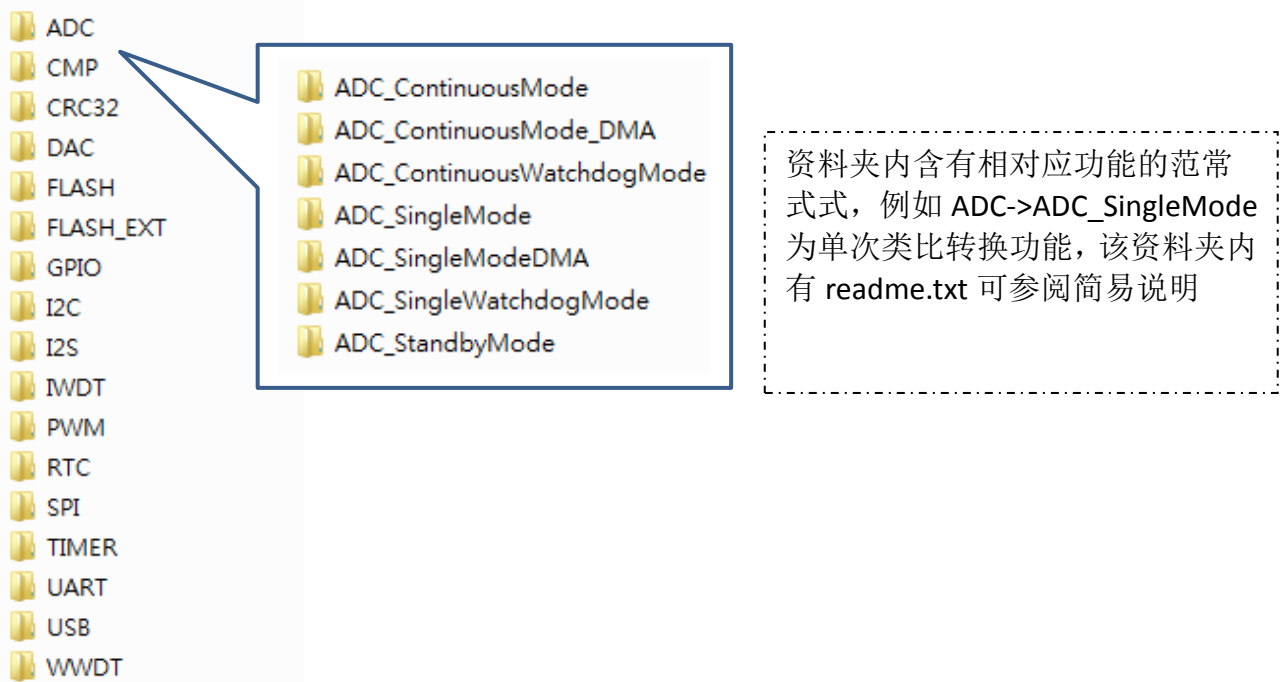 ADC
CMP
CRC32
DAC
FLASH
FLASH_EXT
GPIO
I2C
I2S
IWDT
PWM
RTC
SPI
TIMER
UART
USB
WWDT
ADC_ContinuousMode
ADC_ContinuousMode_DMA
ADC_ContinuousWatchdogMode
ADC_SingleMode
ADC_SingleModeDMA
ADC_SingleWatchdogMode
ADC_StandbyMode
资料夹内含有相对应功能的范常
式式，例如 ADC->ADC_SingleMode
为单次类比转换功能，该资料夹内
有 readme.txt 可参阅简易说明